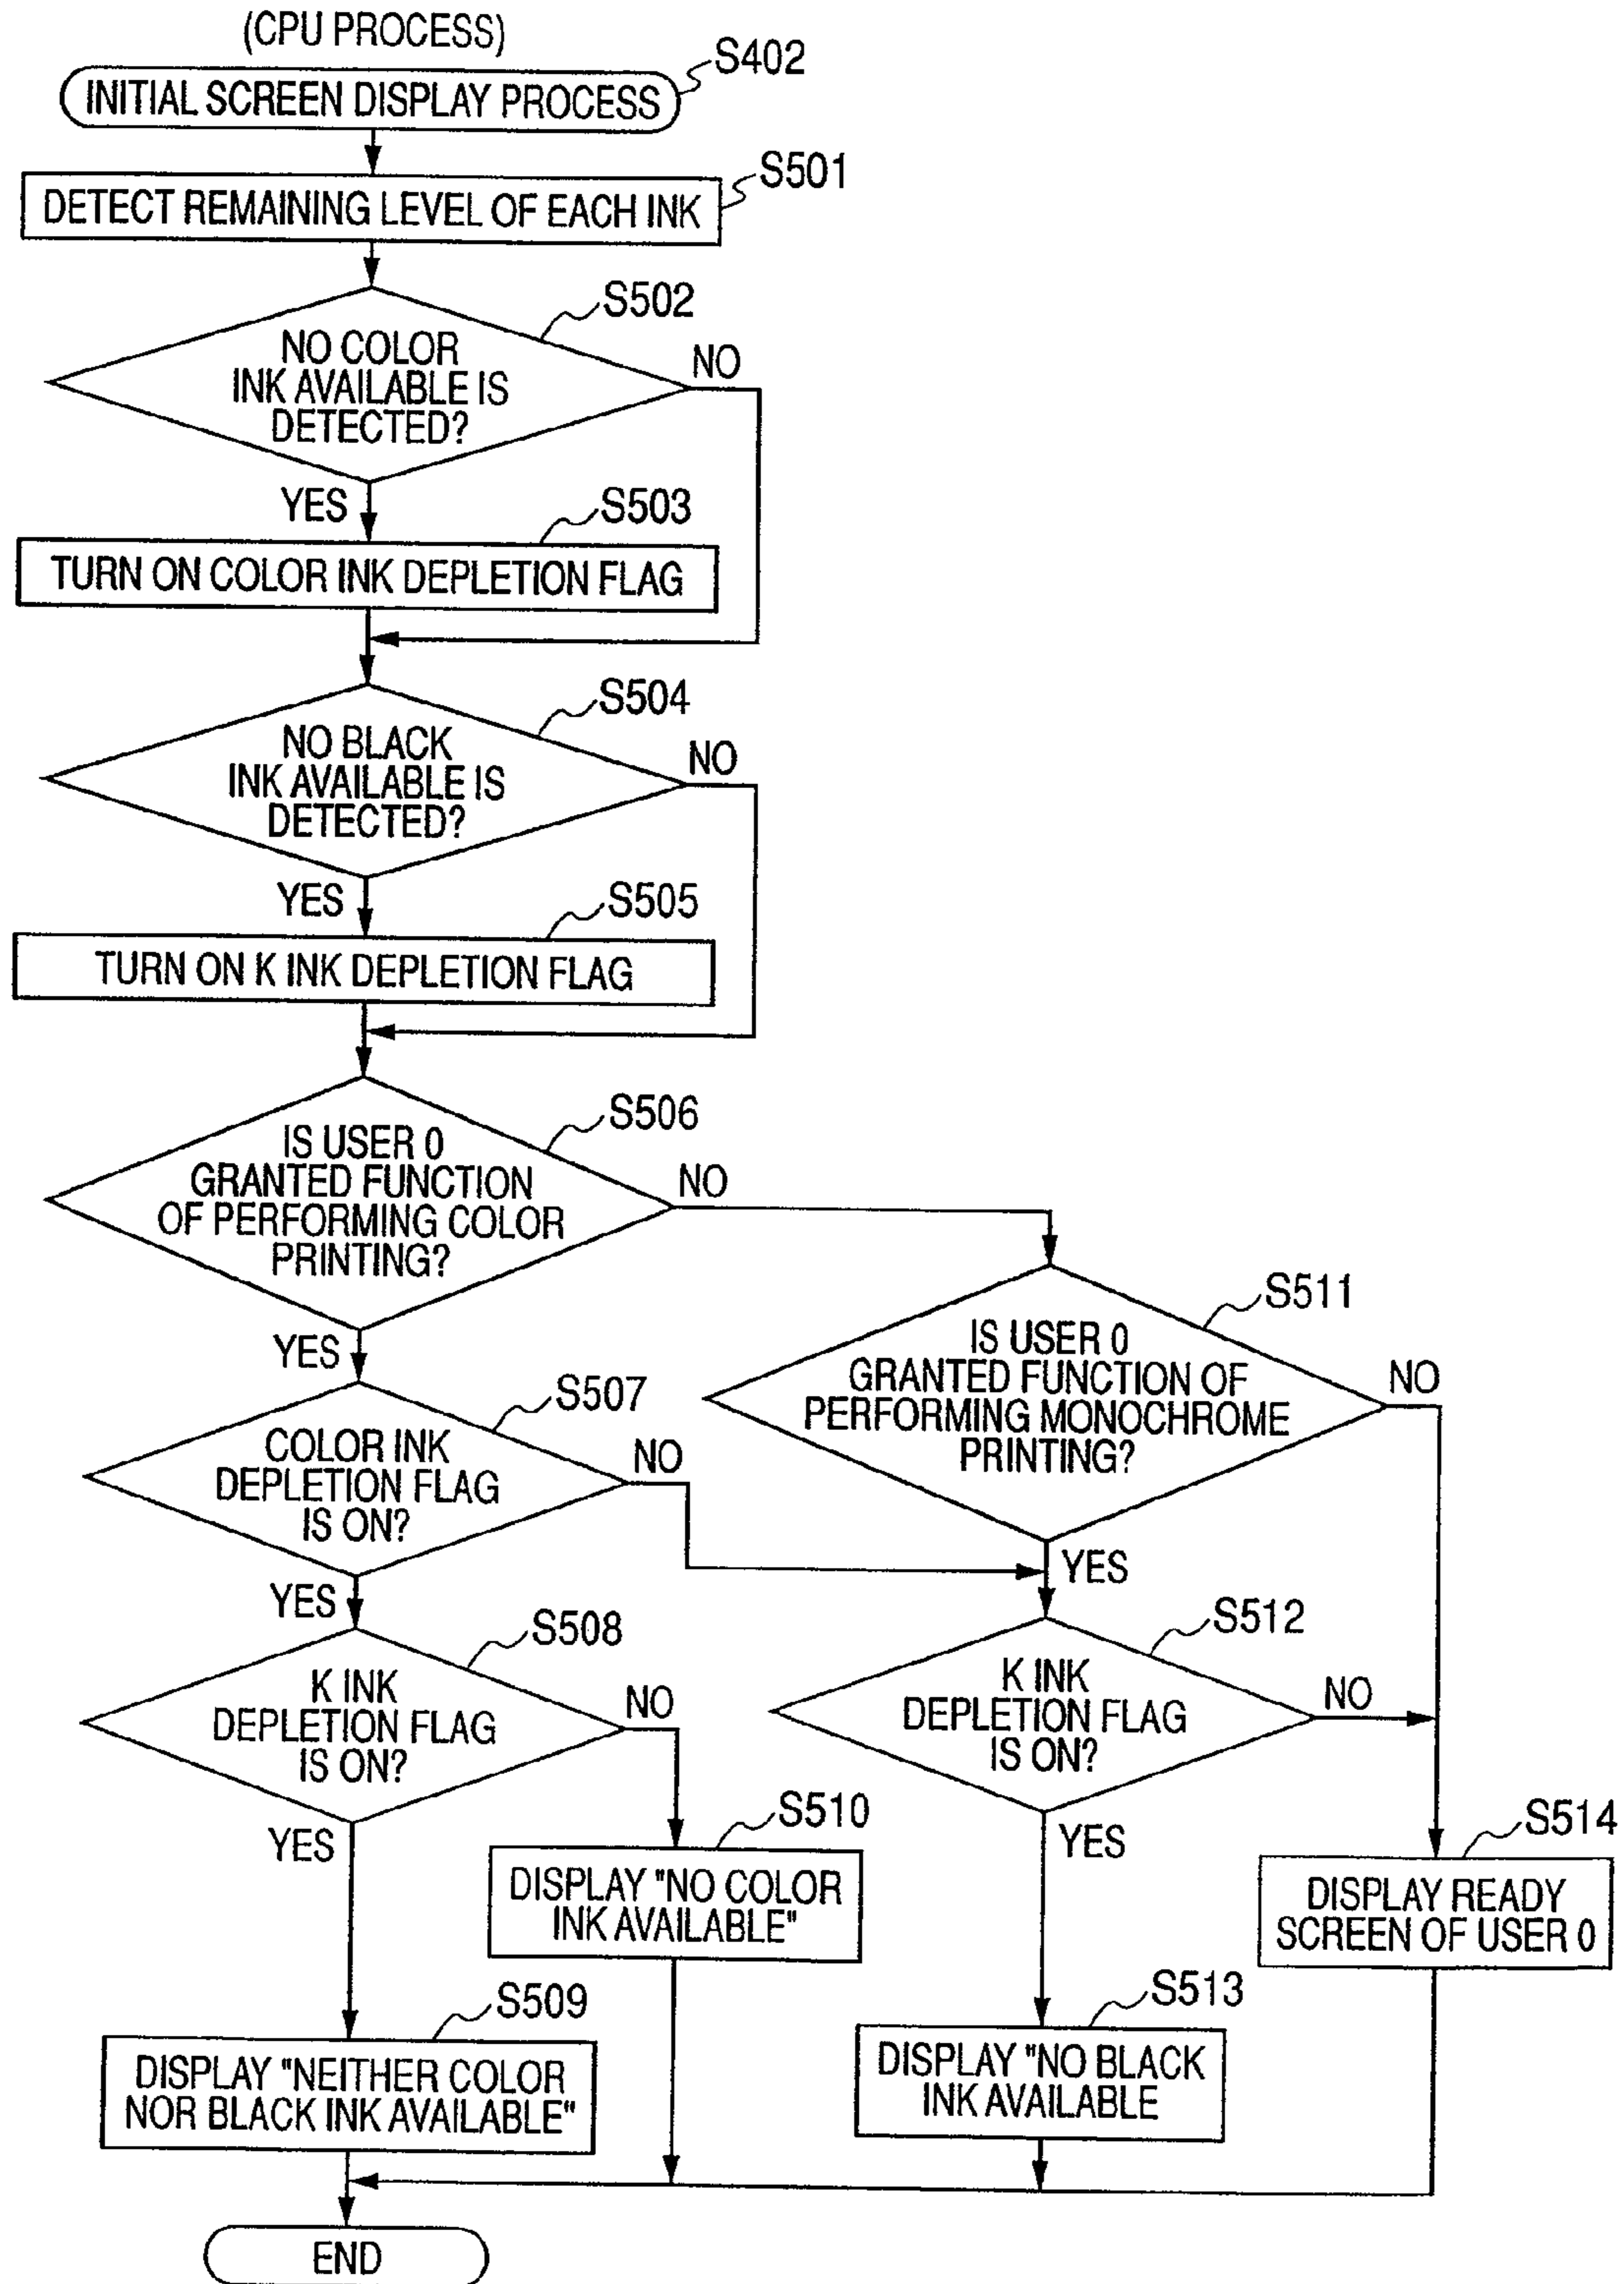 (CPU PROCESS)
S402
INITIAL SCREEN DISPLAY PROCESS
S501
DETECT REMAINING LEVEL OF EACH INK
S502
NO COLOR
INK AVAILABLE IS
DETECTED?
NO
YES
S503
TURN ON COLOR INK DEPLETION FLAG
S504
NO BLACK
INK AVAILABLE IS
DETECTED?
NO
YES
S505
TURN ON K INK DEPLETION FLAG
S506
IS USER 0
GRANTED FUNCTION
OF PERFORMING COLOR
PRINTING?
NO
YES
S511
IS USER 0
GRANTED FUNCTION OF
PERFORMING MONOCHROME
PRINTING?
NO
YES
S507
COLOR INK
DEPLETION FLAG
IS ON?
NO
YES
S508
K INK
DEPLETION FLAG
IS ON?
NO
YES
S512
K INK
DEPLETION FLAG
IS ON?
NO
YES
S510
DISPLAY "NO COLOR
INK AVAILABLE"
S514
DISPLAY READY
SCREEN OF USER 0
S509
DISPLAY "NEITHER COLOR
NOR BLACK INK AVAILABLE"
S513
DISPLAY "NO BLACK
INK AVAILABLE
END